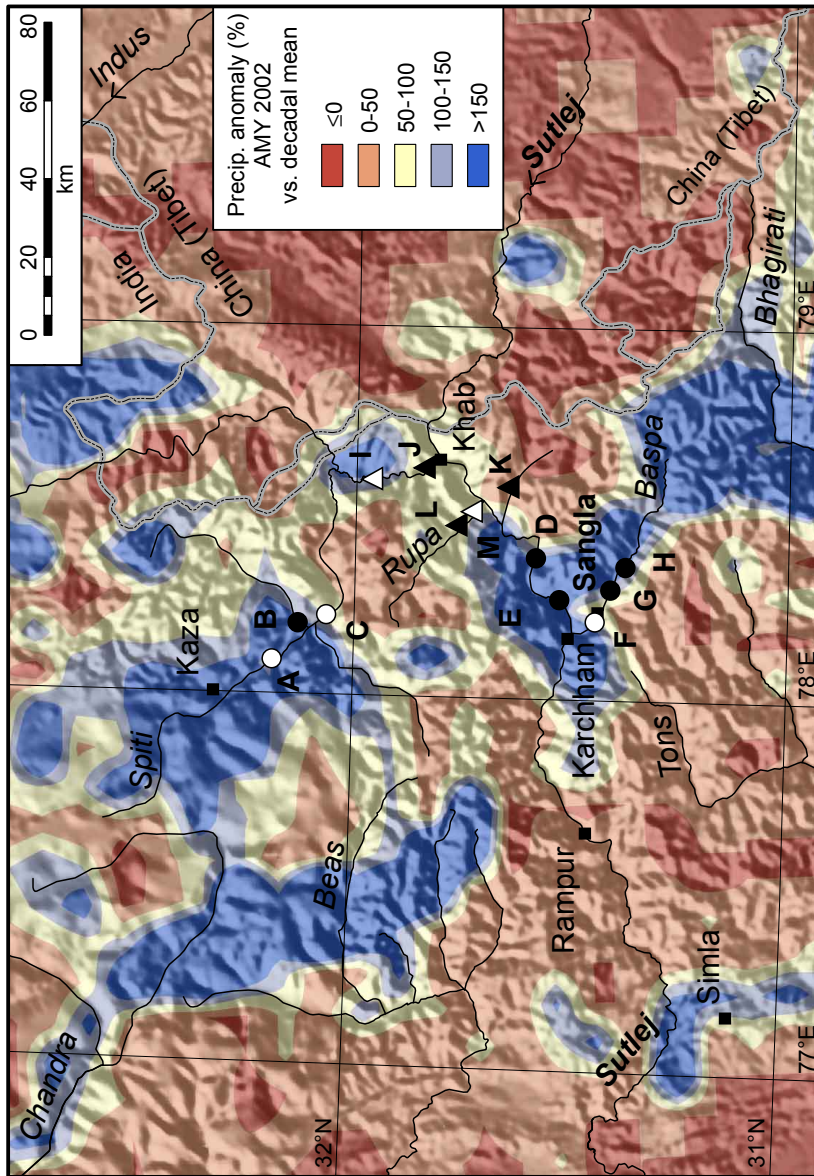 0 20 40 60 80
km
Indus
India
China (Tibet)
Precip. anomaly (%)
AMY 2002
vs. decadal mean
≤0
0-50
50-100
100-150
>150
Chandra
Spiti
Kaza
A
B
C
I
J
Khab
Sutlej
32°N
Beas
Rupa
L
M
K
D
E
Sangla
Baspa
Karchham
F
G
H
Rampur
Tons
China (Tibet)
Bhagirati
Sutlej
Simla
31°N
77°E
78°E
79°E